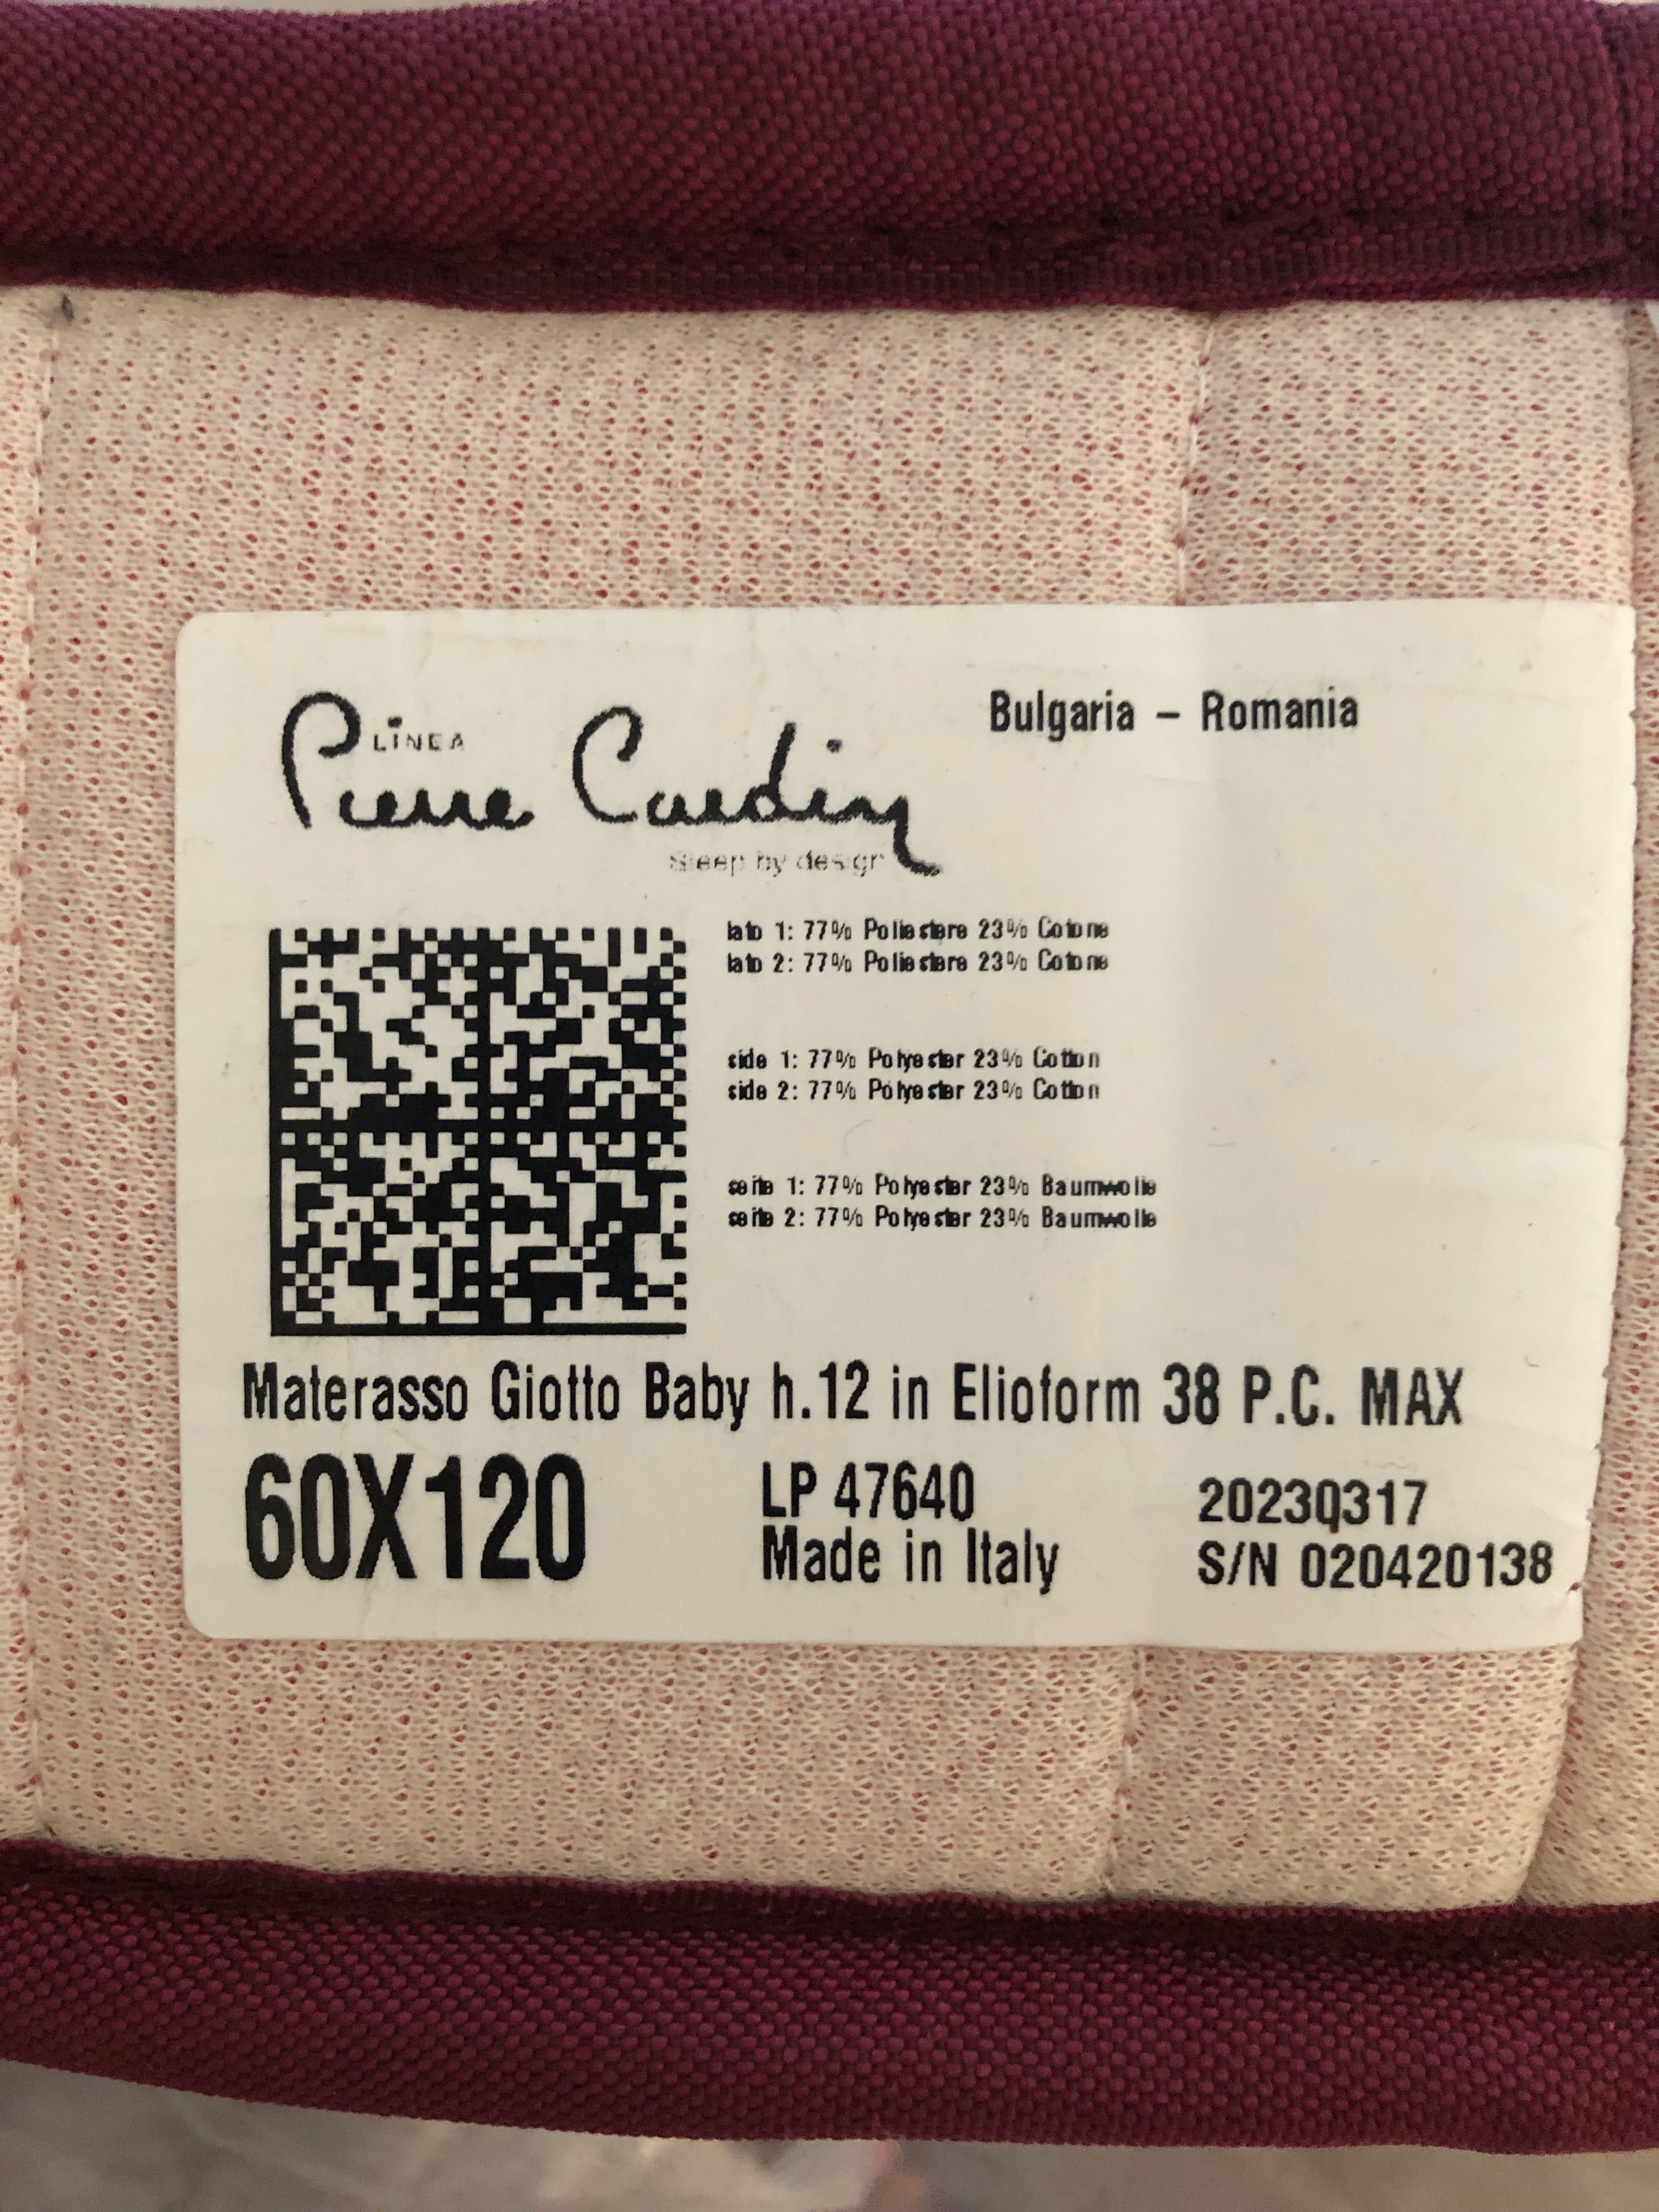 LINEA
Pierre Cardin
Sleep by design
Bulgaria – Romania
lato 1: 77% Poliestere 23% Cotone
lato 2: 77% Poliestere 23% Cotone
side 1: 77% Polyester 23% Cotton
side 2: 77% Polyester 23% Cotton
seite 1: 77% Polyester 23% Baumwolle
seite 2: 77% Polyester 23% Baumwolle
Materasso Giotto Baby h.12 in Elioform 38 P.C. MAX
60X120
LP 47640
Made in Italy
20230317
S/N 020420138